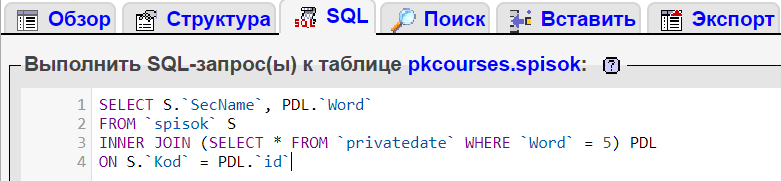 Обзор Структура SQL Поиск Вставить Экспорт
Выполнить SQL-запрос(ы) к таблице pkcourses.spisok:
1 SELECT S.`SecName`, PDL.`Word`
2 FROM `spisok` S
3 INNER JOIN (SELECT * FROM `privatedate` WHERE `Word` = 5) PDL
4 ON S.`Kod` = PDL.`id`